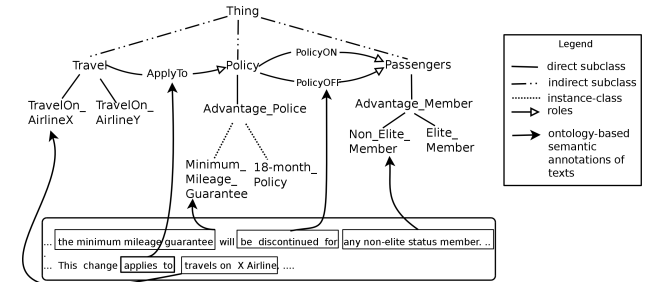 Thing
Legend
PolicyON
direct subclass
Travel
ApplyTo
Policy
Passengers
indirect subclass
PolicyOFF
instance-class
roles
TravelOn_
AirlineX
TravelOn_
AirlineY
Advantage_Police
Advantage_Member
ontology-based
semantic
annotations of
texts
Non_Elite_
Member
Elite_
Member
Minimum_
Mileage_
Guarantee
18-month_
Policy
... the minimum mileage guarantee will be discontinued for any non-elite status member. ..
... This change applies to travels on X Airline. ....